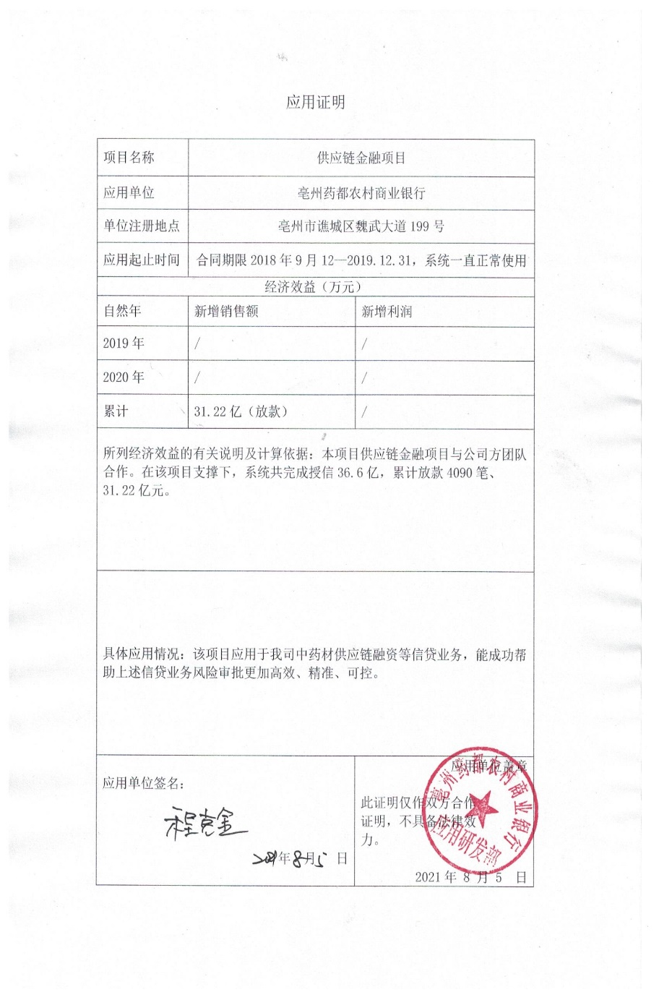 应用证明
项目名称 供应链金融项目
应用单位 亳州药都农村商业银行
单位注册地点 亳州市谯城区魏武大道 199 号
应用起止时间 合同期限 2018 年 9 月 12—2019.12.31，系统一直正常使用
经济效益（万元）
自然年 新增销售额 新增利润
2019 年 / /
2020 年 / /
累计 31.22 亿（放款） /
所列经济效益的有关说明及计算依据：本项目供应链金融项目与公司方团队
合作。在该项目支撑下，系统共完成授信 36.6 亿，累计放款 4090 笔、
31.22 亿元。
具体应用情况：该项目应用于我司中药材供应链融资等信贷业务，能成功帮
助上述信贷业务风险审批更加高效、精准、可控。
应用单位签名：
程克金
2021年8月5 日
应用单位盖章
此证明仅作双方合作
证明，不具备法律效
力。
亳州药都农村商业银行
应用研发部
2021 年 8 月 5 日